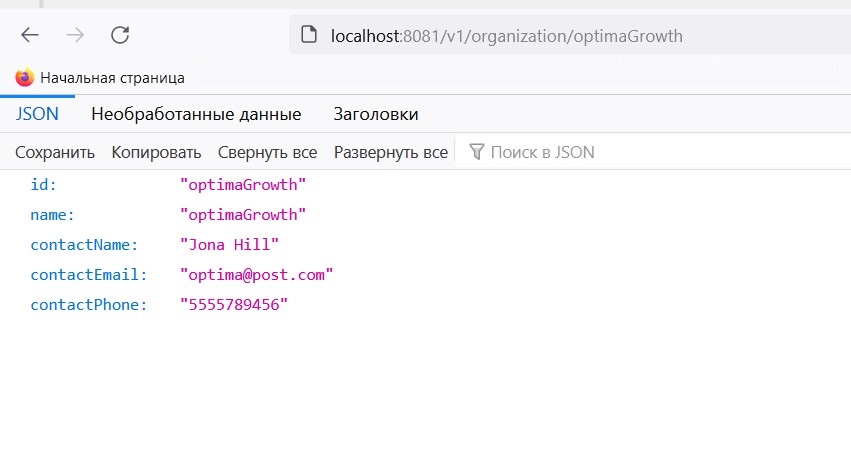 localhost:8081/v1/organization/optimaGrowth
Начальная страница
JSON Необработанные данные Заголовки
Сохранить Копировать Свернуть все Развернуть все Поиск в JSON
id: "optimaGrowth"
name: "optimaGrowth"
contactName: "Jona Hill"
contactEmail: "optima@post.com"
contactPhone: "5555789456"